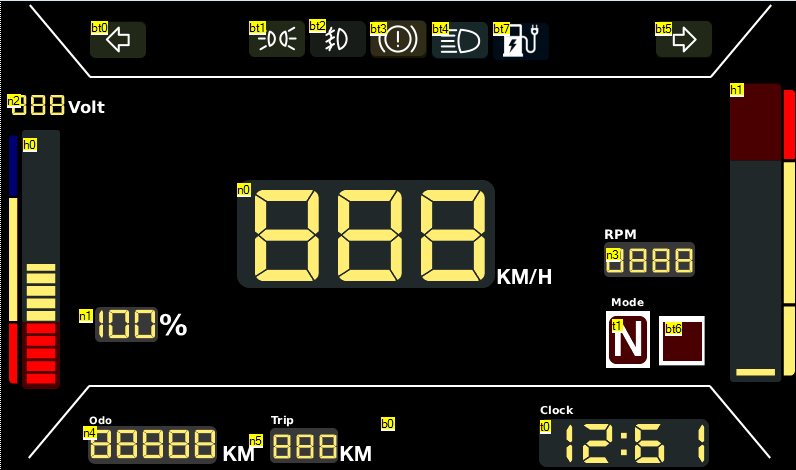 bt0 bt1 bt2 bt3 bt4 bt7 bt5
n2 888 Volt
h0
h1
n0 888 KM/H
RPM
n3 8888
n1 100 %
Mode
t1 N bt6
Odo Trip b0 Clock
n4 88888 KM n5 888 KM t0 12:61